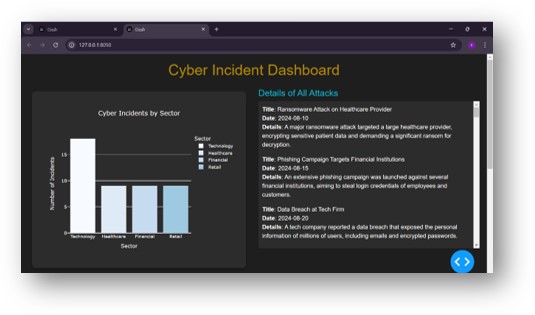 Dash
Dash
127.0.0.1:8050
Cyber Incident Dashboard
Cyber Incidents by Sector
Sector
Technology
Healthcare
Financial
Retail
Number of Incidents
15
10
5
0
Technology Healthcare Financial Retail
Sector
Details of All Attacks
Title: Ransomware Attack on Healthcare Provider
Date: 2024-08-10
Details: A major ransomware attack targeted a large healthcare provider,
encrypting sensitive patient data and demanding a significant ransom for
decryption.
Title: Phishing Campaign Targets Financial Institutions
Date: 2024-08-15
Details: An extensive phishing campaign was launched against several
financial institutions, aiming to steal login credentials of employees and
customers.
Title: Data Breach at Tech Firm
Date: 2024-08-20
Details: A tech company reported a data breach that exposed the personal
information of millions of users, including emails and encrypted passwords.